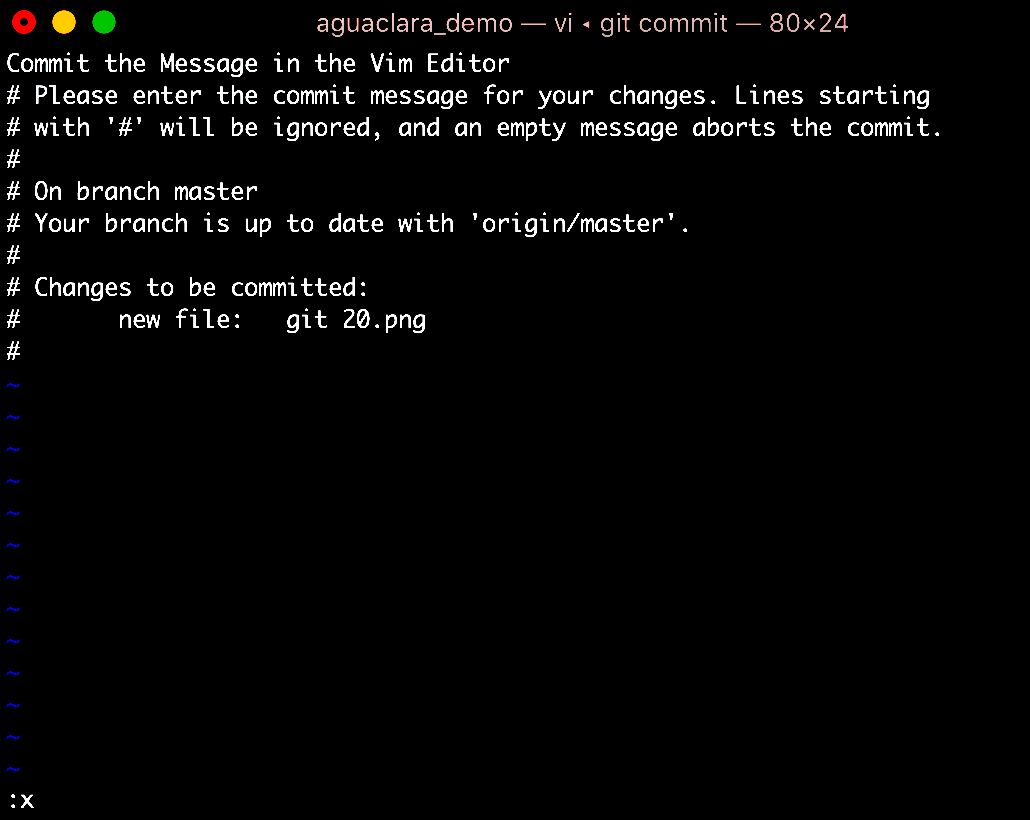 aguaclara_demo — vi ◂ git commit — 80×24
Commit the Message in the Vim Editor
# Please enter the commit message for your changes. Lines starting
# with '#' will be ignored, and an empty message aborts the commit.
#
# On branch master
# Your branch is up to date with 'origin/master'.
#
# Changes to be committed:
#       new file:   git 20.png
#
~
~
~
~
~
~
~
~
~
~
~
~
~
:x